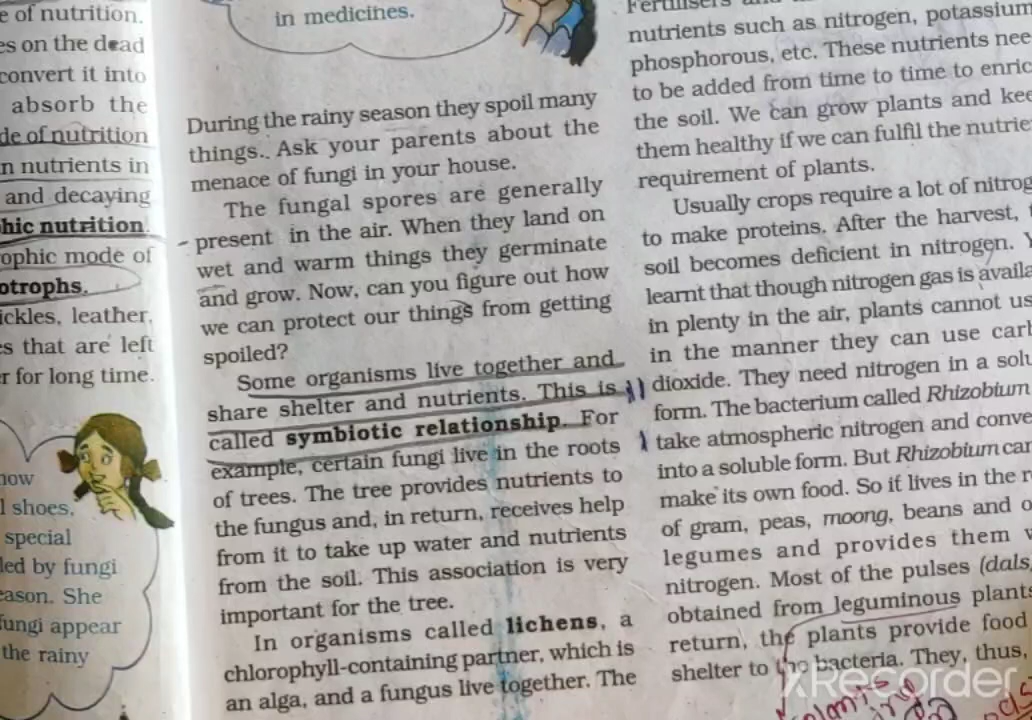 e of nutrition.
es on the dead
convert it into
absorb the
de of nutrition
n nutrients in
and decaying
hic nutrition.
ophic mode of
otrophs.
ickles, leather,
s that are left
r for long time.
now
l shoes,
special
led by fungi
eason. She
fungi appear
the rainy
in medicines.
During the rainy season they spoil many
things. Ask your parents about the
menace of fungi in your house.
The fungal spores are generally
present in the air. When they land on
wet and warm things they germinate
and grow. Now, can you figure out how
we can protect our things from getting
spoiled?
Some organisms live together and
share shelter and nutrients. This is
called symbiotic relationship. For
example, certain fungi live in the roots
of trees. The tree provides nutrients to
the fungus and, in return, receives help
from it to take up water and nutrients
from the soil. This association is very
important for the tree.
In organisms called lichens, a
chlorophyll-containing partner, which is
an alga, and a fungus live together. The
nutrients such as nitrogen, potassium
phosphorous, etc. These nutrients nee
to be added from time to time to enric
the soil. We can grow plants and kee
them healthy if we can fulfil the nutrie
requirement of plants.
Usually crops require a lot of nitrog
to make proteins. After the harvest,
soil becomes deficient in nitrogen. Y
learnt that though nitrogen gas is availa
in plenty in the air, plants cannot us
in the manner they can use carb
dioxide. They need nitrogen in a solu
form. The bacterium called Rhizobium
take atmospheric nitrogen and conve
into a soluble form. But Rhizobium can
make its own food. So it lives in the r
of gram, peas, moong, beans and o
legumes and provides them w
nitrogen. Most of the pulses (dals,
obtained from leguminous plants
return, the plants provide food
shelter to the bacteria. They, thus,
plants
XRecorder